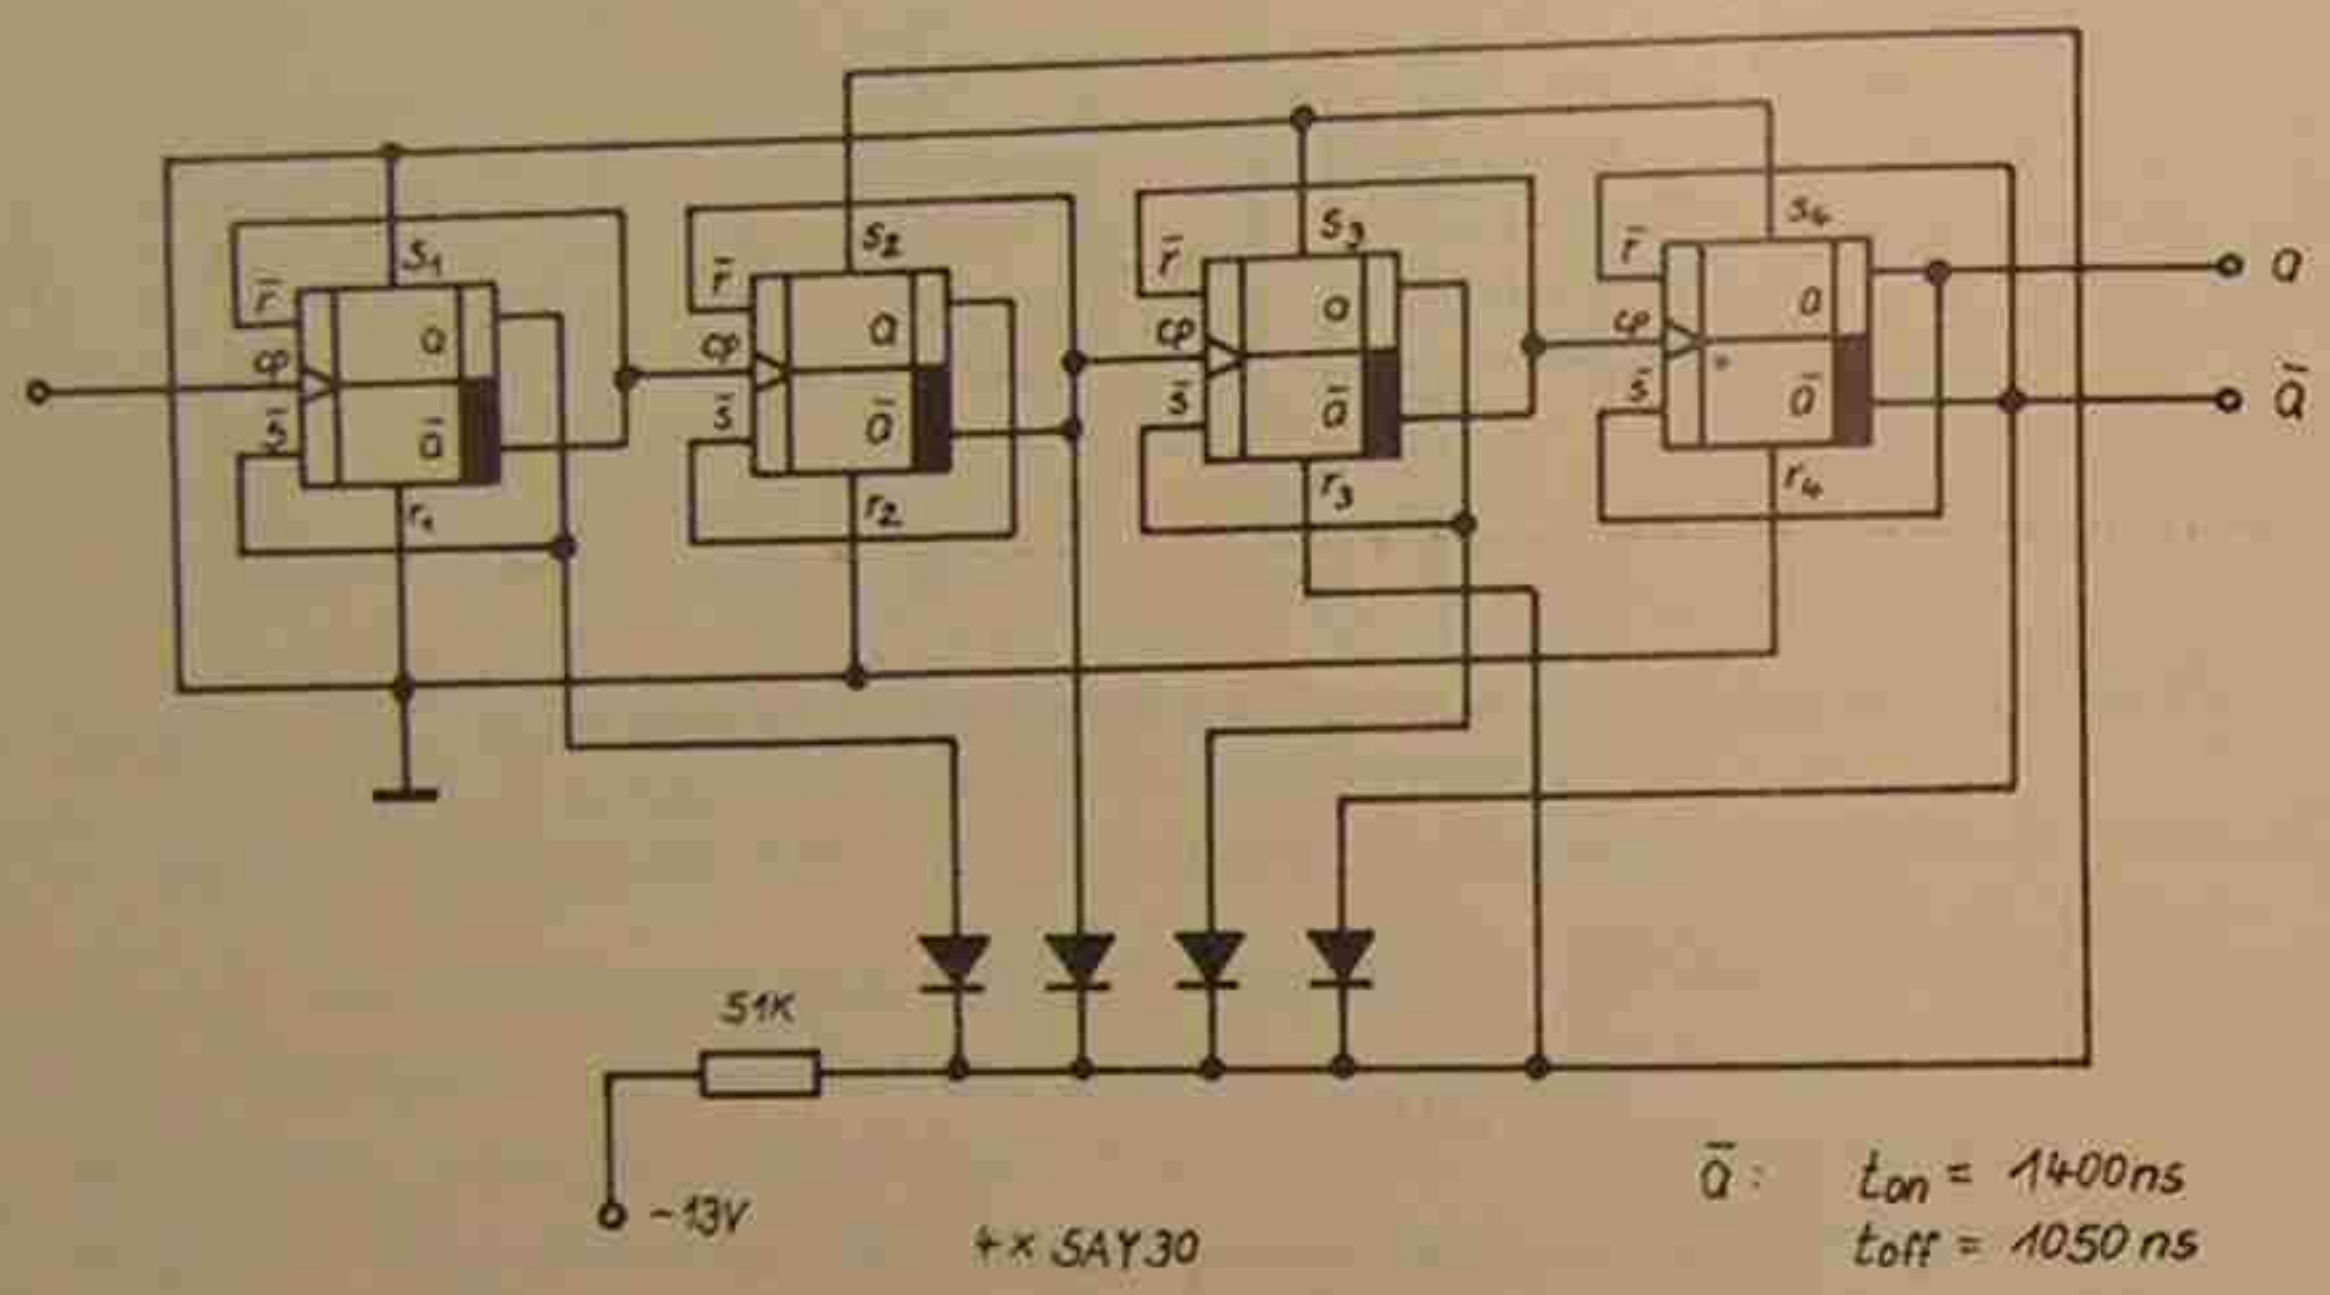 S₁
r̄
Q
cp
s̄
Q̄
r₁
S₂
r̄
Q
cp
s̄
Q̄
r₂
S₃
r̄
Q
cp
s̄
Q̄
r₃
S₄
r̄
Q
cp
s̄
Q̄
r₄
Q
Q̄
51K
-13V
4x SAY30
Q̄: ton = 1400ns
toff = 1050ns